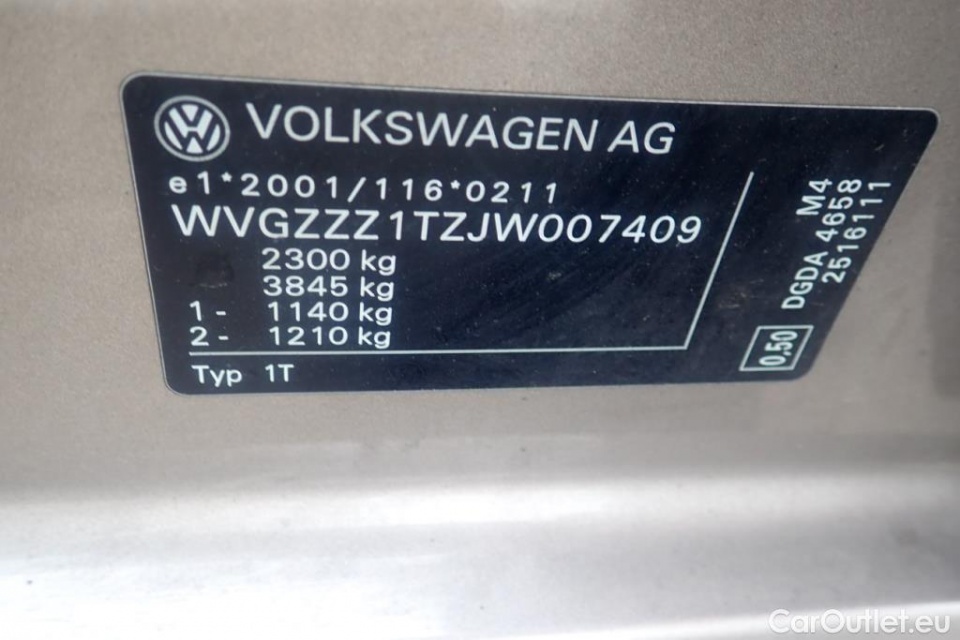 VOLKSWAGEN AG
e1*2001/116*0211
WVGZZZ1TZJW007409
2300 kg
3845 kg
1 - 1140 kg
2 - 1210 kg
Typ 1T
M4
DGDA 4658
2516111
0,50
CarOutlet.eu